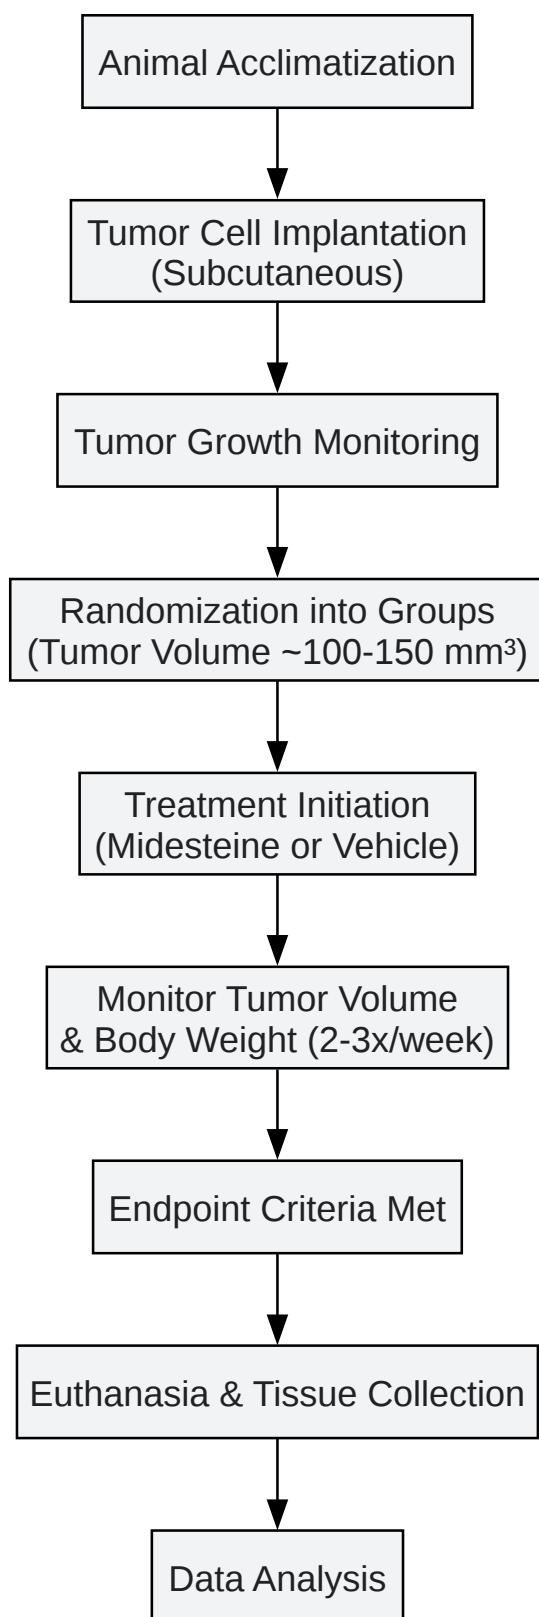 Animal Acclimatization
Tumor Cell Implantation
(Subcutaneous)
Tumor Growth Monitoring
Randomization into Groups
(Tumor Volume ~100-150 mm³)
Treatment Initiation
(Midesteine or Vehicle)
Monitor Tumor Volume
& Body Weight (2-3x/week)
Endpoint Criteria Met
Euthanasia & Tissue Collection
Data Analysis